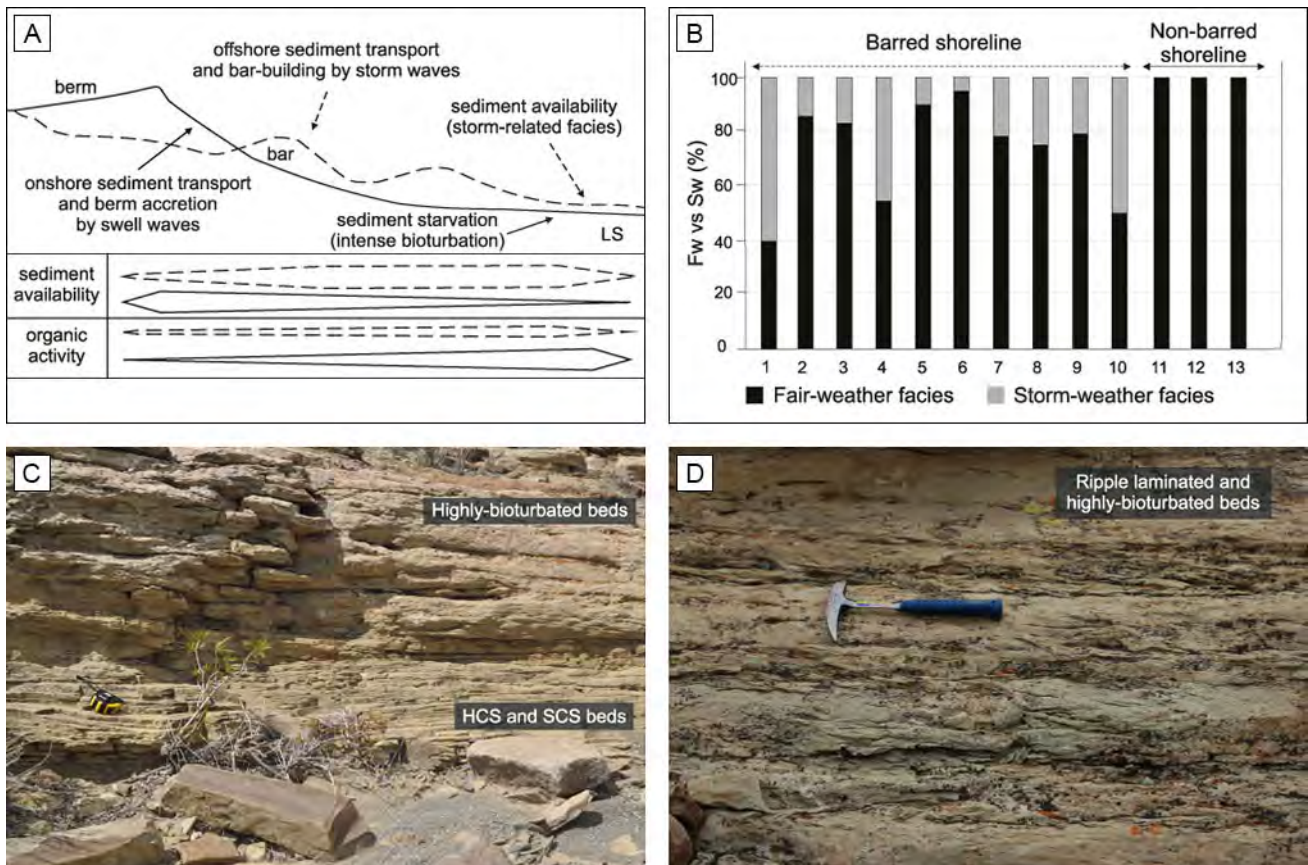 A
offshore sediment transport
and bar-building by storm waves
berm
sediment availability
(storm-related facies)
bar
onshore sediment transport
and berm accretion
by swell waves
sediment starvation
(intense bioturbation)
LS
sediment
availability
organic
activity
B
Barred shoreline
Non-barred
shoreline
Fw vs Sw (%)
100
80
60
40
20
0
1 2 3 4 5 6 7 8 9 10 11 12 13
Fair-weather facies Storm-weather facies
C
Highly-bioturbated beds
HCS and SCS beds
D
Ripple laminated and
highly-bioturbated beds